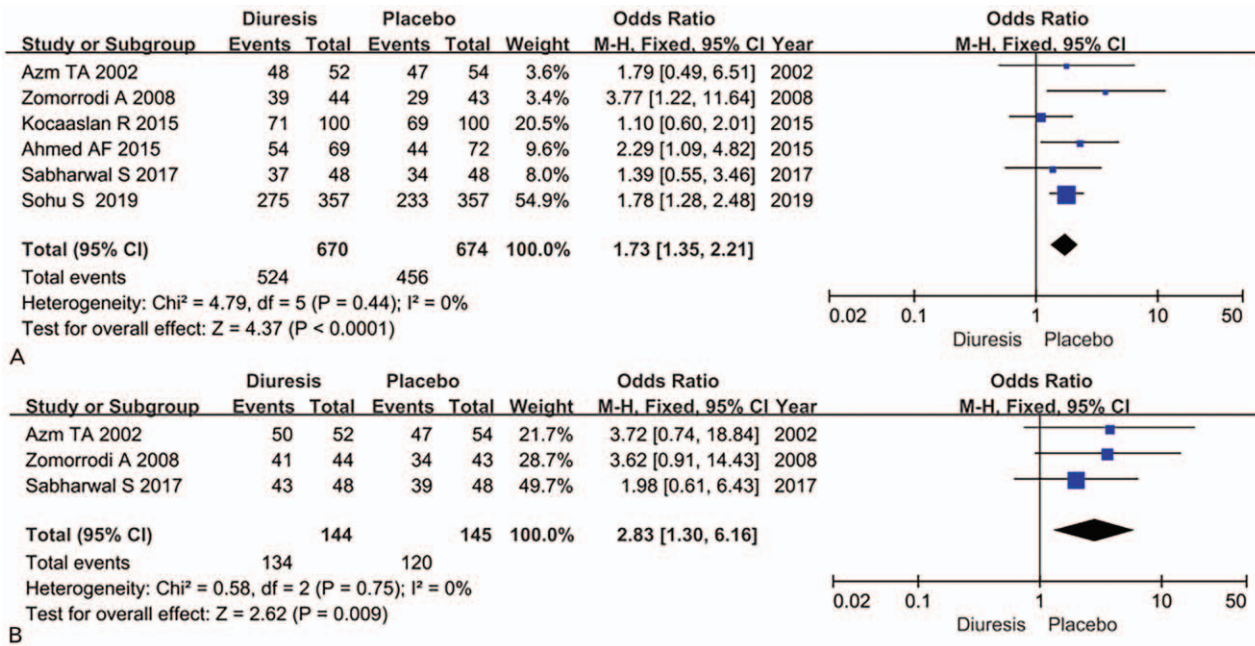 Diuresis Placebo Odds Ratio Odds Ratio
Study or Subgroup Events Total Events Total Weight M-H, Fixed, 95% CI Year M-H, Fixed, 95% CI
Azm TA 2002 48 52 47 54 3.6% 1.79 [0.49, 6.51] 2002
Zomorrodi A 2008 39 44 29 43 3.4% 3.77 [1.22, 11.64] 2008
Kocaaslan R 2015 71 100 69 100 20.5% 1.10 [0.60, 2.01] 2015
Ahmed AF 2015 54 69 44 72 9.6% 2.29 [1.09, 4.82] 2015
Sabharwal S 2017 37 48 34 48 8.0% 1.39 [0.55, 3.46] 2017
Sohu S 2019 275 357 233 357 54.9% 1.78 [1.28, 2.48] 2019
Total (95% CI) 670 674 100.0% 1.73 [1.35, 2.21]
Total events 524 456
Heterogeneity: Chi² = 4.79, df = 5 (P = 0.44); I² = 0%
Test for overall effect: Z = 4.37 (P < 0.0001)
0.02 0.1 1 10 50
Diuresis Placebo
A
Diuresis Placebo Odds Ratio Odds Ratio
Study or Subgroup Events Total Events Total Weight M-H, Fixed, 95% CI Year M-H, Fixed, 95% CI
Azm TA 2002 50 52 47 54 21.7% 3.72 [0.74, 18.84] 2002
Zomorrodi A 2008 41 44 34 43 28.7% 3.62 [0.91, 14.43] 2008
Sabharwal S 2017 43 48 39 48 49.7% 1.98 [0.61, 6.43] 2017
Total (95% CI) 144 145 100.0% 2.83 [1.30, 6.16]
Total events 134 120
Heterogeneity: Chi² = 0.58, df = 2 (P = 0.75); I² = 0%
Test for overall effect: Z = 2.62 (P = 0.009)
0.02 0.1 1 10 50
Diuresis Placebo
B